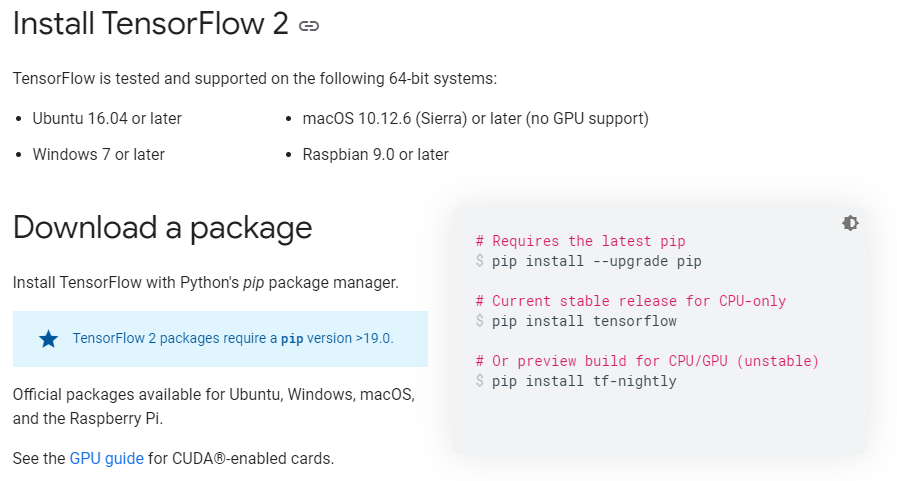 Install TensorFlow 2
TensorFlow is tested and supported on the following 64-bit systems:
• Ubuntu 16.04 or later
• Windows 7 or later
• macOS 10.12.6 (Sierra) or later (no GPU support)
• Raspbian 9.0 or later
Download a package
Install TensorFlow with Python's pip package manager.
TensorFlow 2 packages require a pip version >19.0.
Official packages available for Ubuntu, Windows, macOS,
and the Raspberry Pi.
See the GPU guide for CUDA®-enabled cards.
# Requires the latest pip
$ pip install --upgrade pip
# Current stable release for CPU-only
$ pip install tensorflow
# Or preview build for CPU/GPU (unstable)
$ pip install tf-nightly